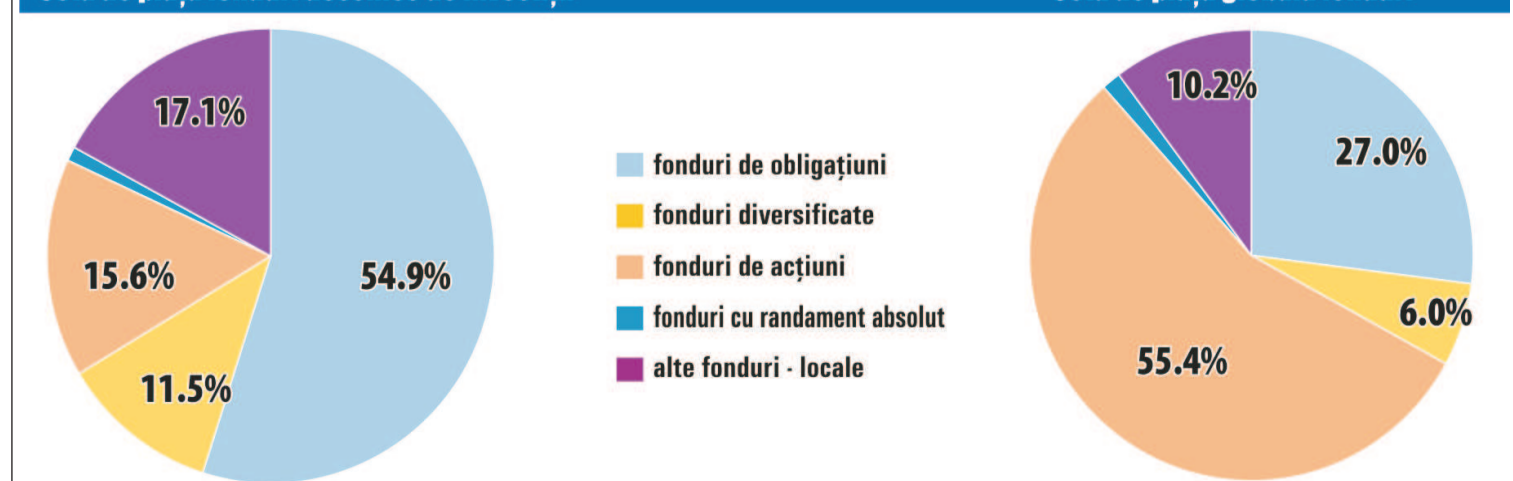 17.1%
15.6%
11.5%
54.9%
fonduri de obligațiuni
fonduri diversificate
fonduri de acțiuni
fonduri cu randament absolut
alte fonduri - locale
10.2%
27.0%
6.0%
55.4%